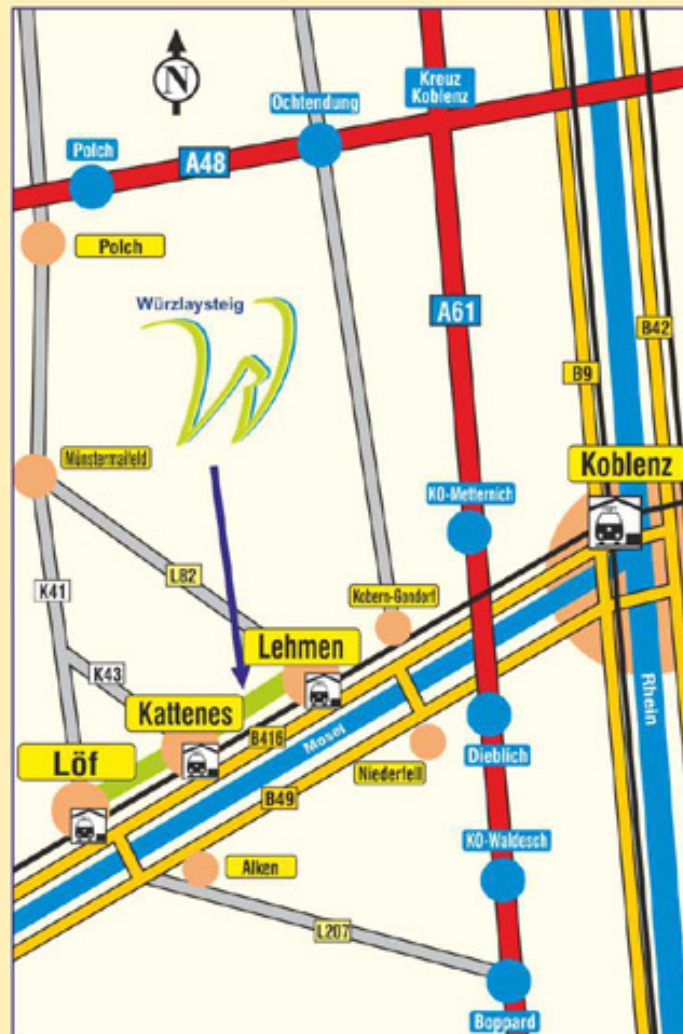 N
Kreuz
Koblenz
Ochtendung
Polch
A48
Polch
Würzlaysteig
A61
B42
B9
Koblenz
Münstermaifeld
KO-Metternich
L82
K41
Kobern-Gondorf
Lehmen
K43
Kattenes
B416
Mosel
Rhein
Löf
Dieblich
Niederfell
B49
KO-Waldesch
Alken
L207
Boppard